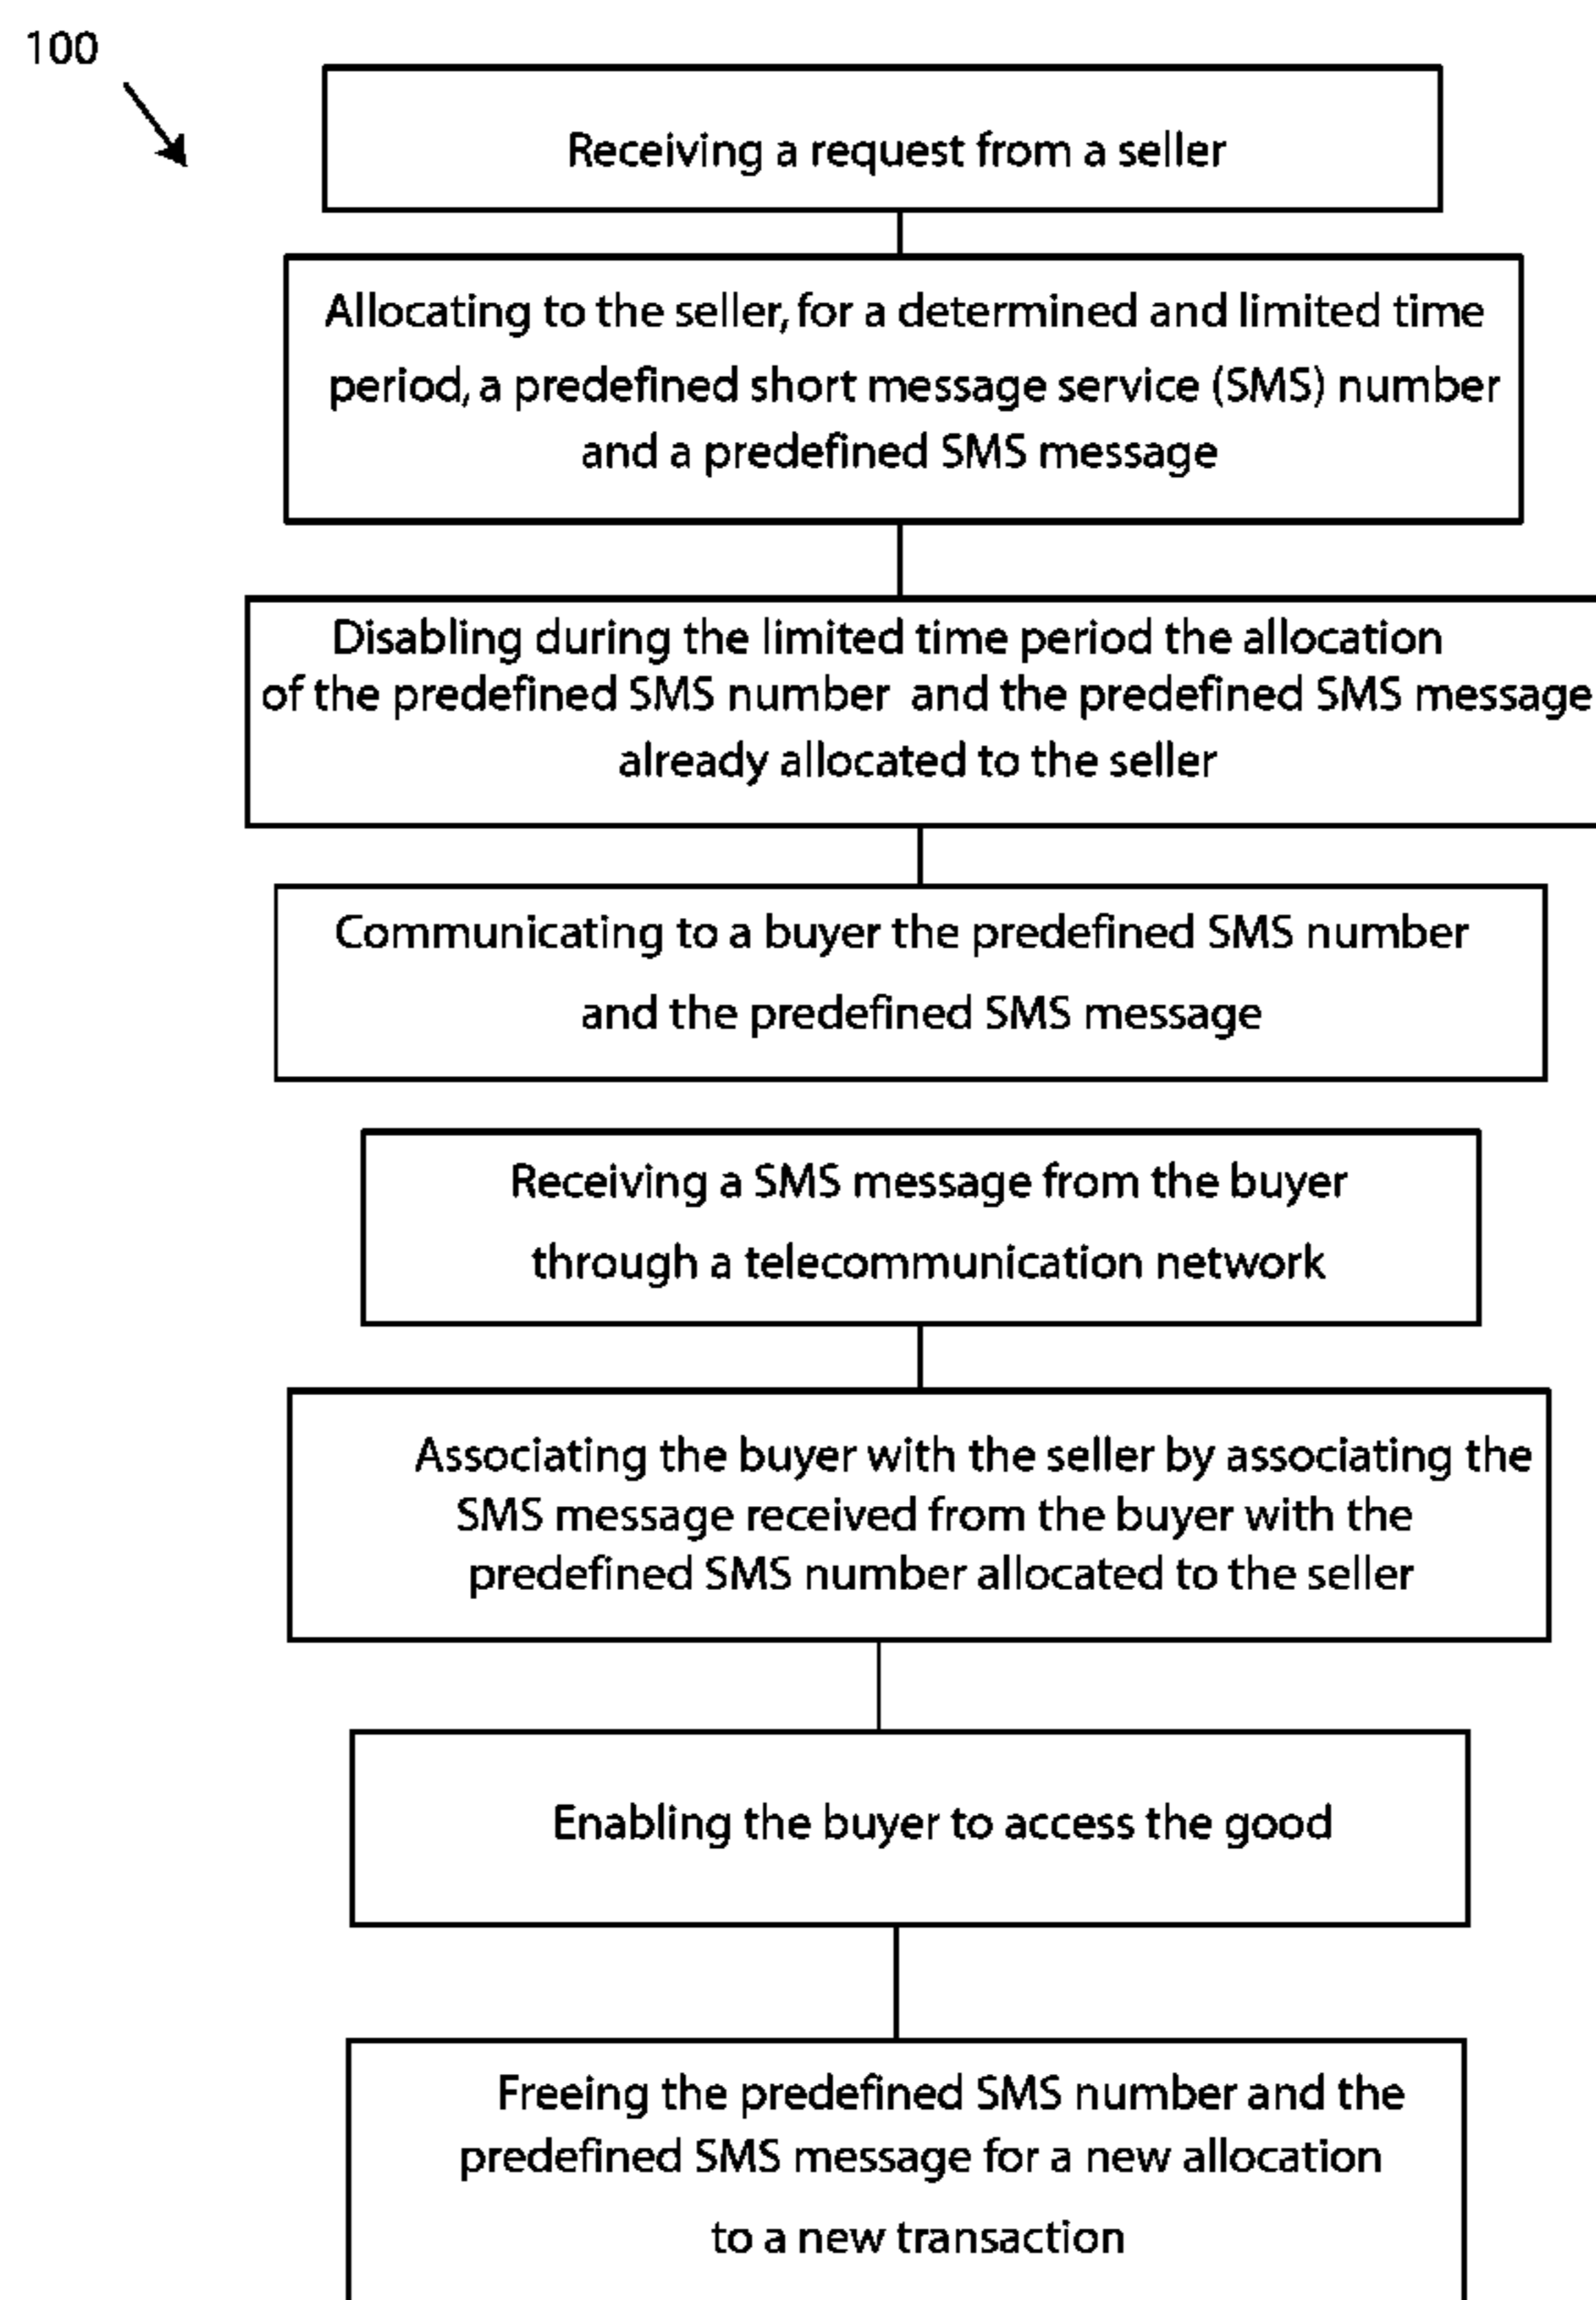 100
Receiving a request from a seller
Allocating to the seller, for a determined and limited time
period, a predefined short message service (SMS) number
and a predefined SMS message
Disabling during the limited time period the allocation
of the predefined SMS number and the predefined SMS message
already allocated to the seller
Communicating to a buyer the predefined SMS number
and the predefined SMS message
Receiving a SMS message from the buyer
through a telecommunication network
Associating the buyer with the seller by associating the
SMS message received from the buyer with the
predefined SMS number allocated to the seller
Enabling the buyer to access the good
Freeing the predefined SMS number and the
predefined SMS message for a new allocation
to a new transaction